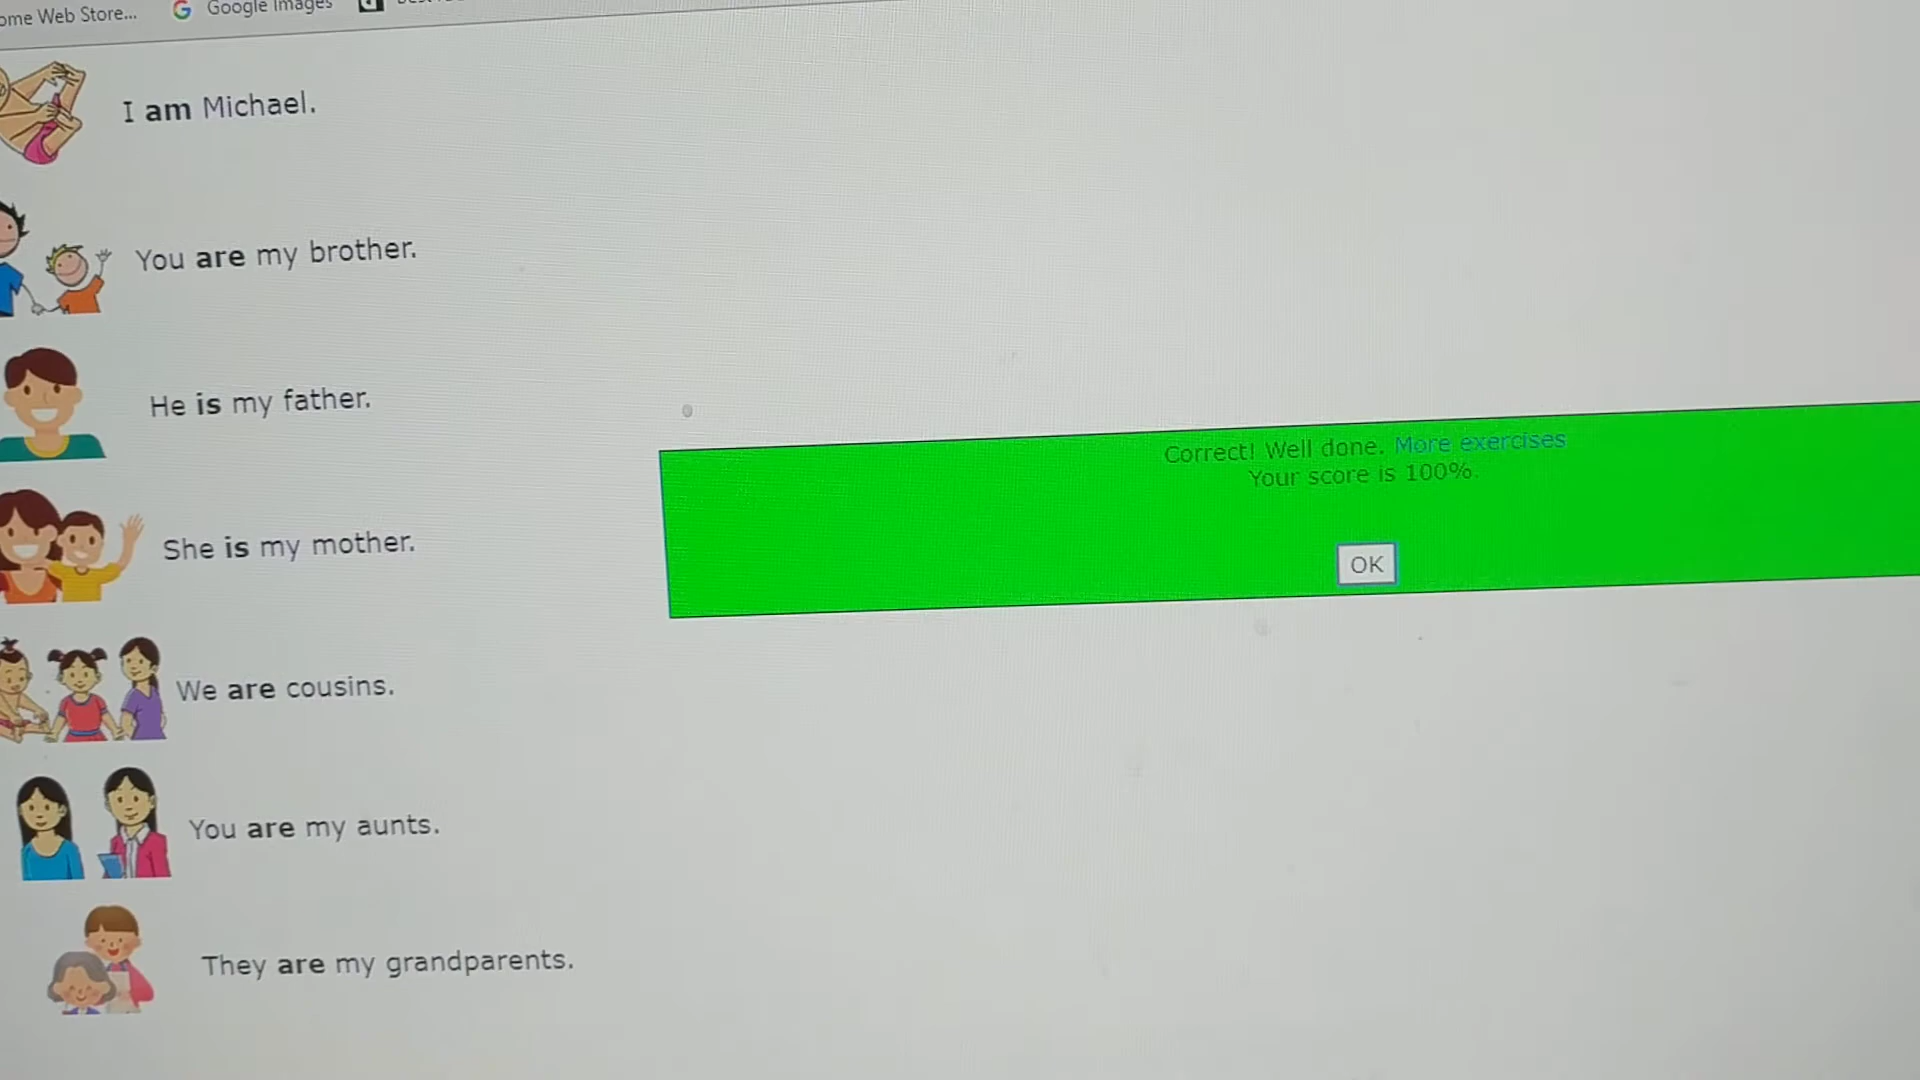 Web Store...
Google Images
I am Michael.
You are my brother.
He is my father.
She is my mother.
We are cousins.
You are my aunts.
They are my grandparents.
Correct! Well done. More exercises
Your score is 100%.
OK